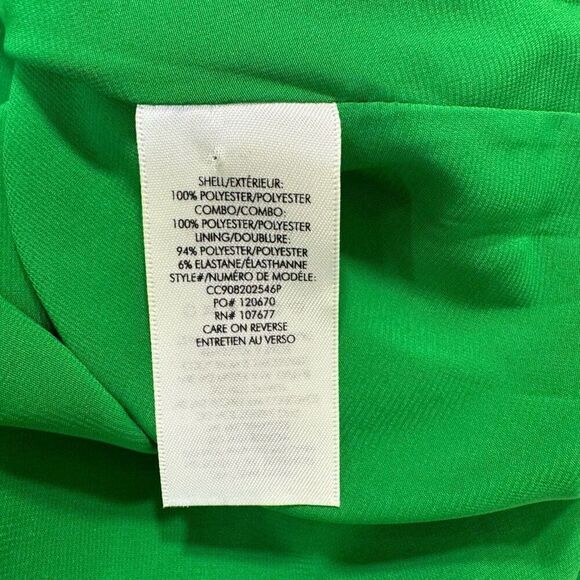 SHELL/EXTÉRIEUR:
100% POLYESTER/POLYESTER
COMBO/COMBO:
100% POLYESTER/POLYESTER
LINING/DOUBLURE:
94% POLYESTER/POLYESTER
6% ELASTANE/ÉLASTHANNE
STYLE#/NUMÉRO DE MODÈLE:
CC908202546P
PO# 120670
RN# 107677
CARE ON REVERSE
ENTRETIEN AU VERSO